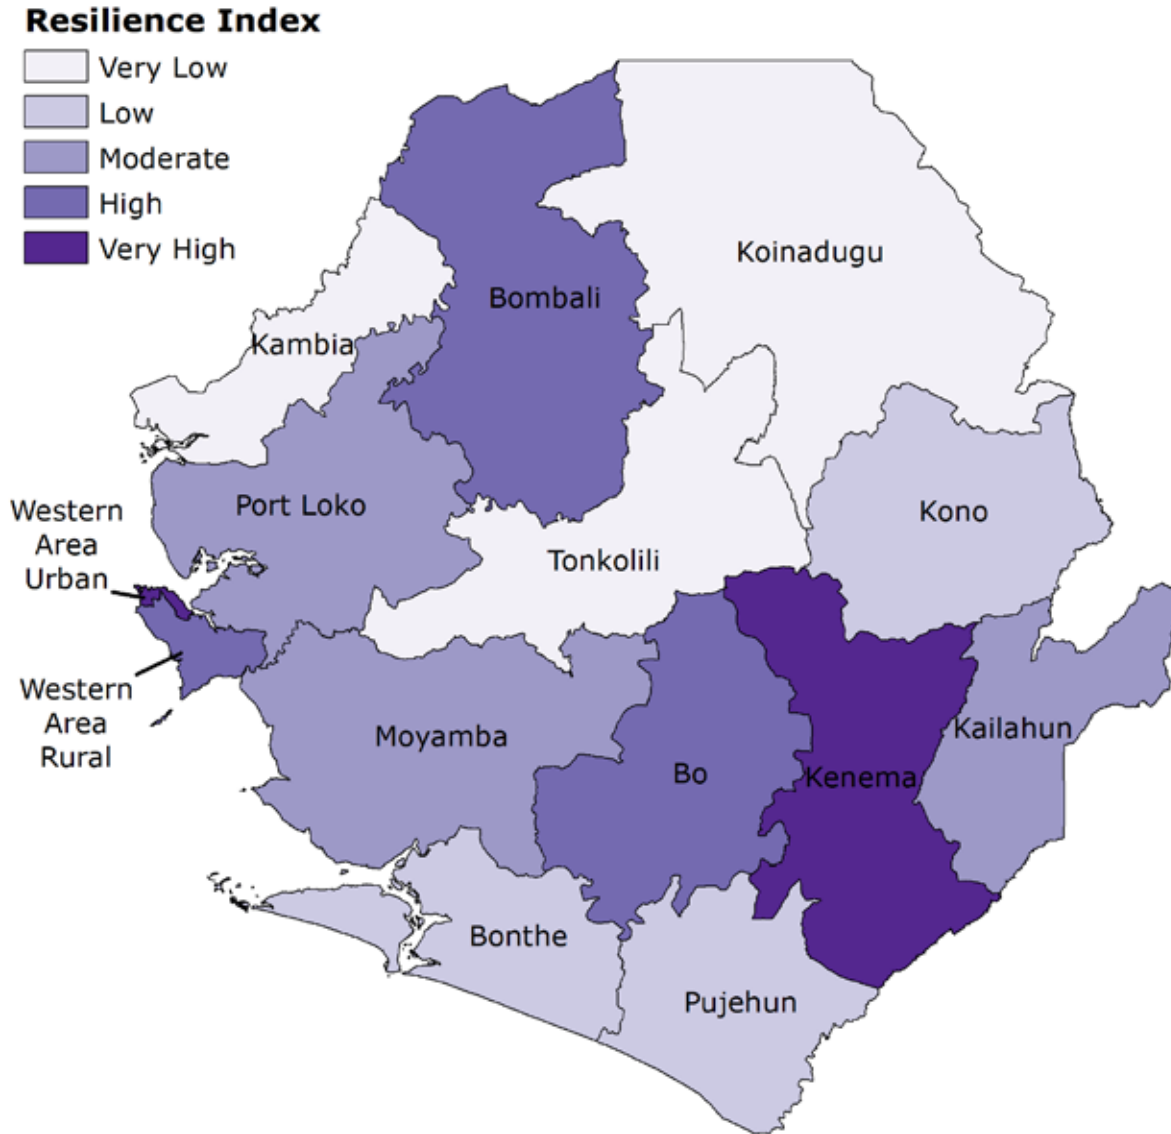 Resilience Index
Very Low
Low
Moderate
High
Very High
Koinadugu
Bombali
Kambia
Port Loko
Kono
Western
Area
Urban
Tonkolili
Western
Area
Rural
Moyamba
Kailahun
Bo
Kenema
Bonthe
Pujehun